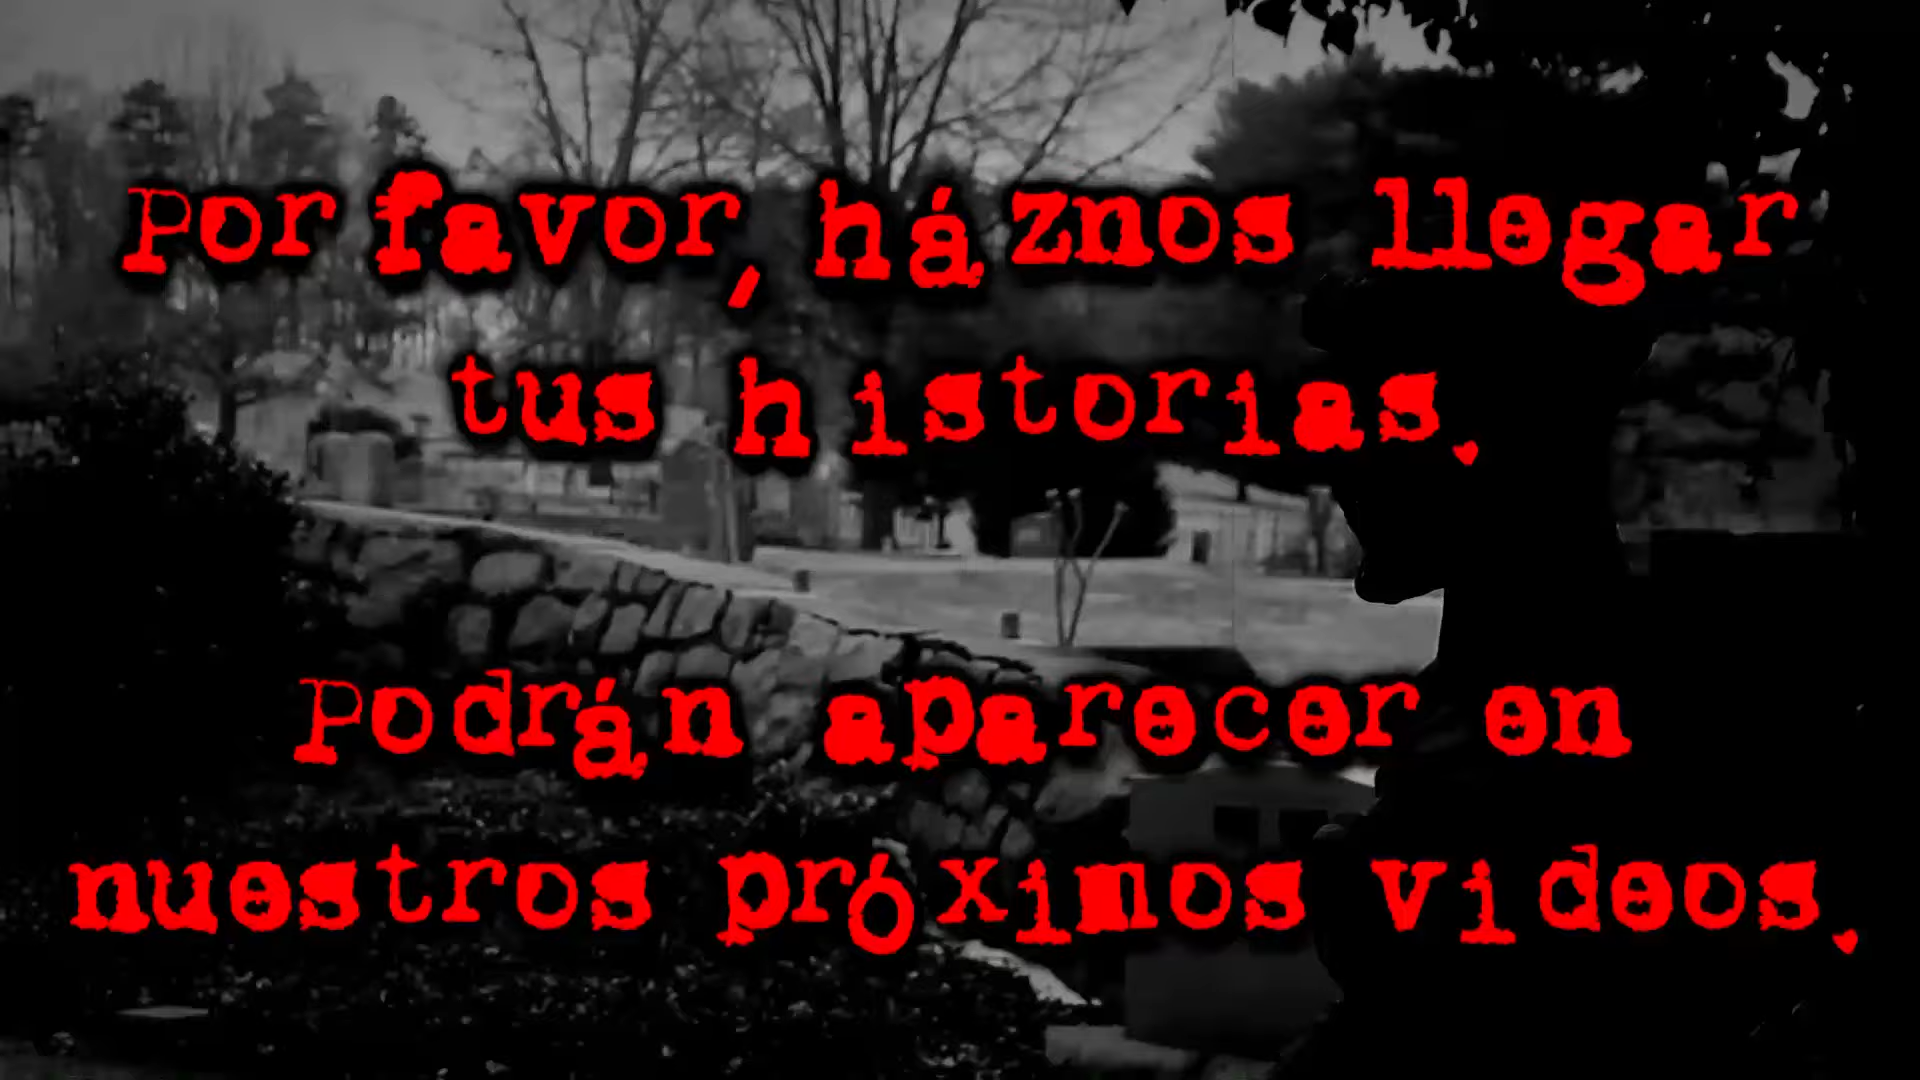 Por favor, háznos llegar
tus historias.
Podrán aparecer en
nuestros próximos videos.